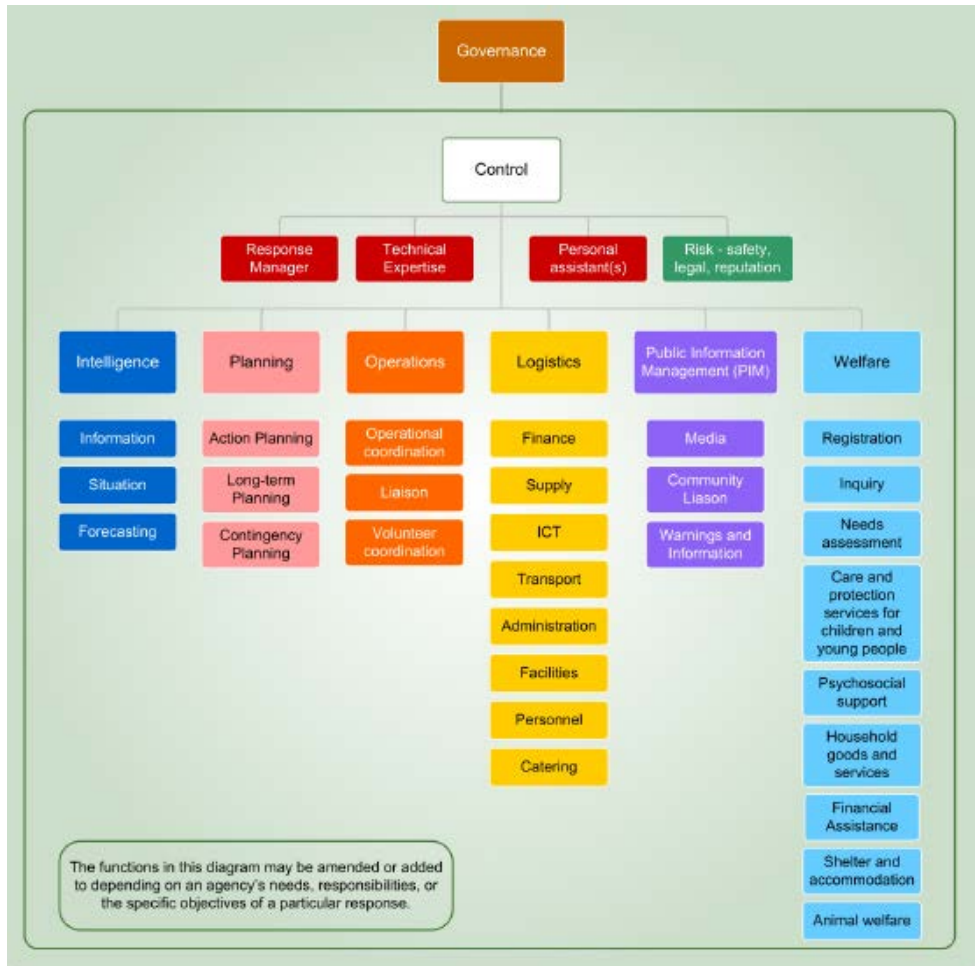 Governance
Control
Response
Manager
Technical
Expertise
Personal
assistant(s)
Risk - safety,
legal, reputation
Intelligence
Planning
Operations
Logistics
Public Information
Management (PIM)
Welfare
Information
Situation
Forecasting
Action Planning
Long-term
Planning
Contingency
Planning
Operational
coordination
Liaison
Volunteer
coordination
Finance
Supply
ICT
Transport
Administration
Facilities
Personnel
Catering
Media
Community
Liason
Warnings and
Information
Registration
Inquiry
Needs
assessment
Care and
protection
services for
children and
young people
Psychosocial
support
Household
goods and
services
Financial
Assistance
Shelter and
accommodation
Animal welfare
The functions in this diagram may be amended or added
to depending on an agency's needs, responsibilities, or
the specific objectives of a particular response.